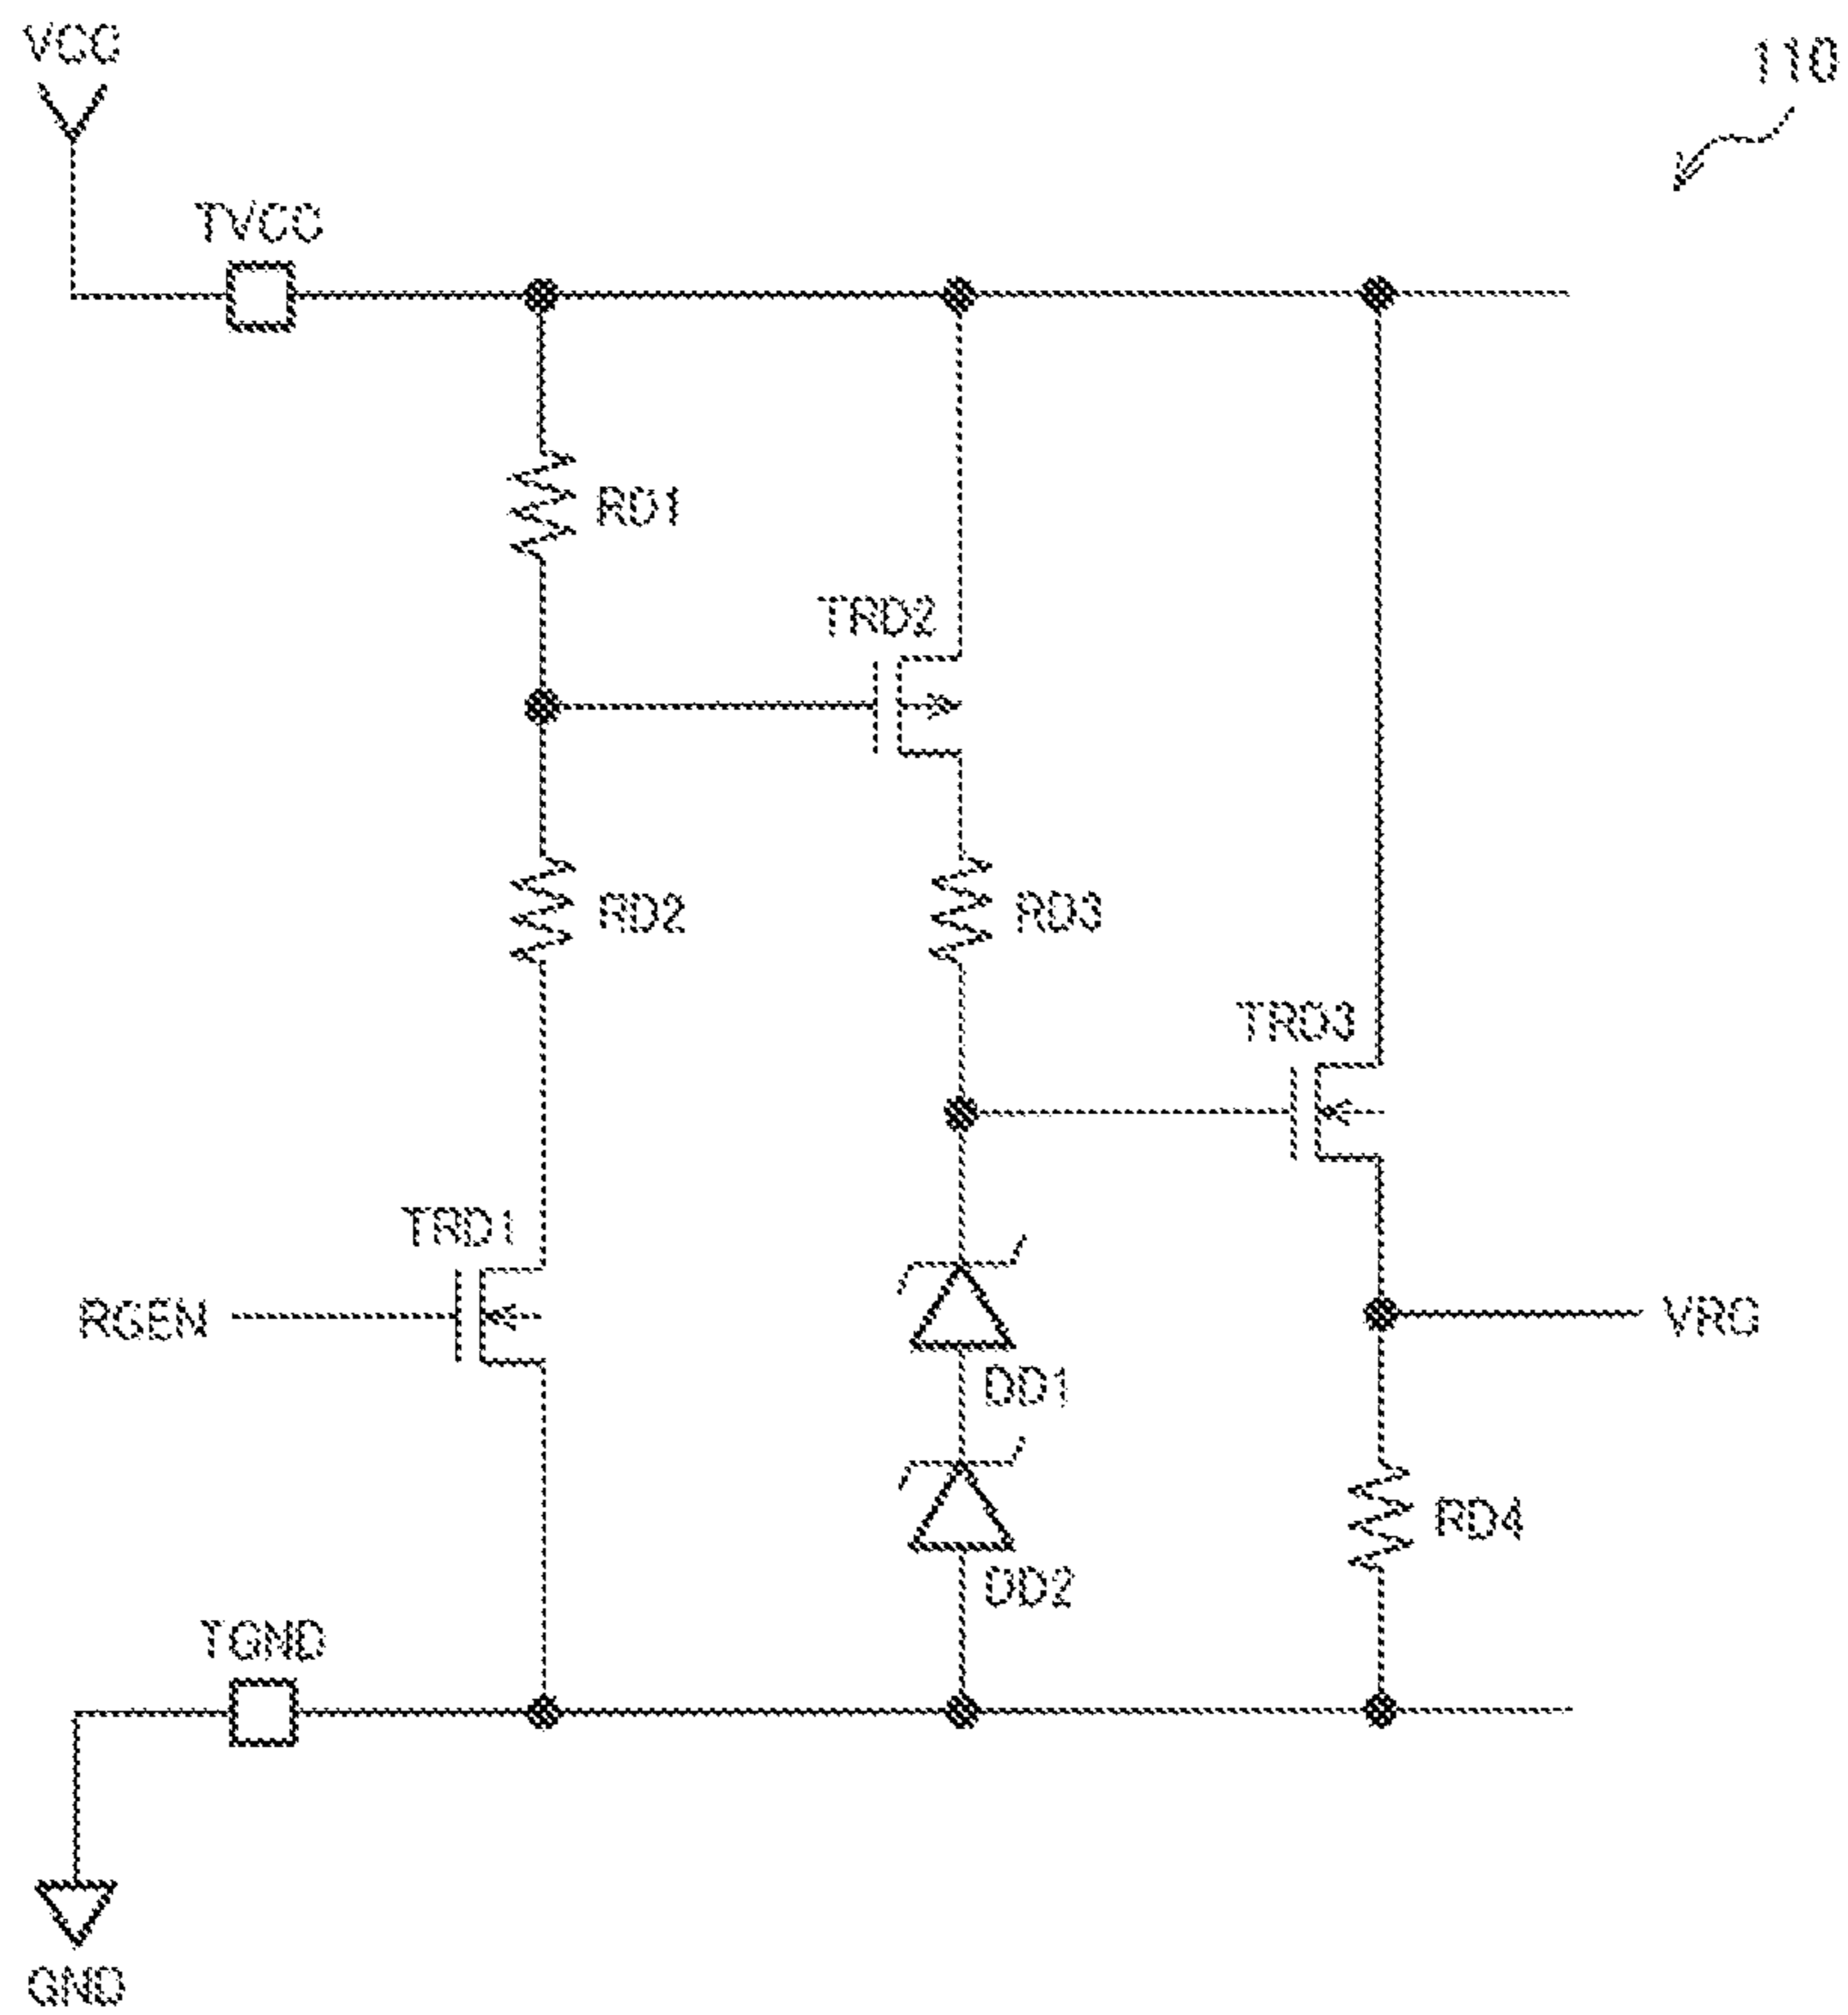 VCC
110
TVCC
RD1
TRD2
RD2
RD3
TRD3
TRD1
RGEN
VRG
DD1
RD4
DD2
TGND
GND